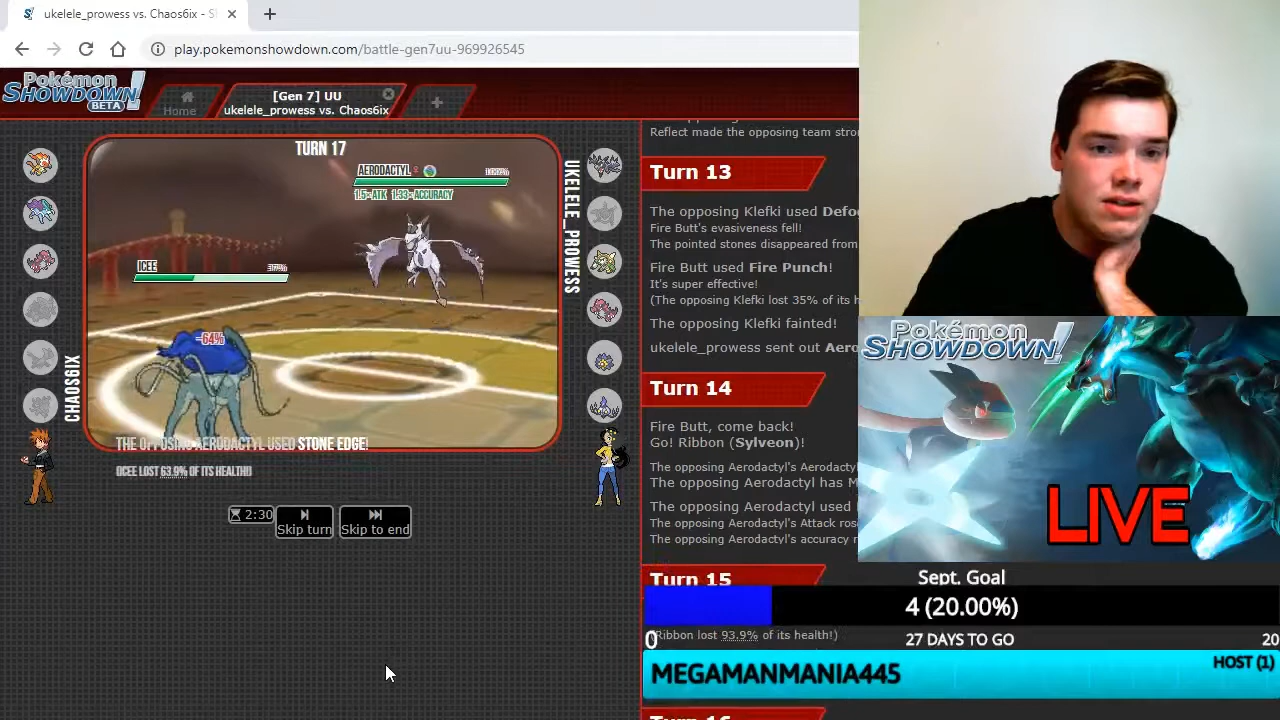 ukelele_prowess vs. Chaos6ix - S
play.pokemonshowdown.com/battle-gen7uu-969926545
Pokémon
SHOWDOWN!
BETA
Home
[Gen 7] UU
ukelele_prowess vs. Chaos6ix
TURN 17
AERODACTYL
1.5× ATK 1.33× ACCURACY
ICEE
-64%
CHAOS6IX
UKELELE_PROWESS
THE OPPOSING AERODACTYL USED STONE EDGE!
(ICEE LOST 63.9% OF ITS HEALTH!)
2:30
Skip turn
Skip to end
Reflect made the opposing team stro
Turn 13
The opposing Klefki used Defo
Fire Butt's evasiveness fell!
The pointed stones disappeared from
Fire Butt used Fire Punch!
It's super effective!
(The opposing Klefki lost 35% of its h
The opposing Klefki fainted!
ukelele_prowess sent out Aero
Turn 14
Fire Butt, come back!
Go! Ribbon (Sylveon)!
The opposing Aerodactyl's Aerodactyl
The opposing Aerodactyl has M
The opposing Aerodactyl used
The opposing Aerodactyl's Attack ros
The opposing Aerodactyl's accuracy r
Turn 15
(Ribbon lost 93.9% of its health!)
Pokémon
SHOWDOWN!
LIVE
Sept. Goal
4 (20.00%)
0
27 DAYS TO GO
20
MEGAMANMANIA445
HOST (1)